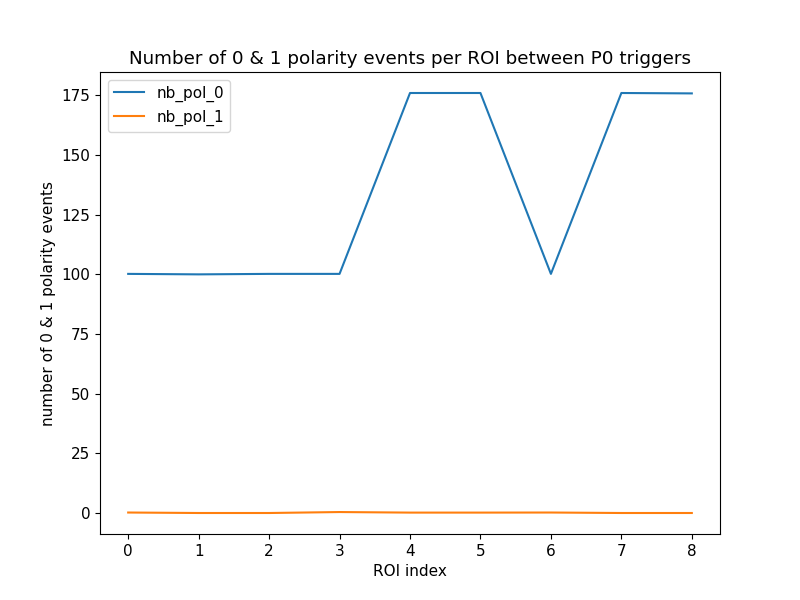 Number of 0 & 1 polarity events per ROI between P0 triggers
nb_pol_0
nb_pol_1
number of 0 & 1 polarity events
175
150
125
100
75
50
25
0
0 1 2 3 4 5 6 7 8
ROI index